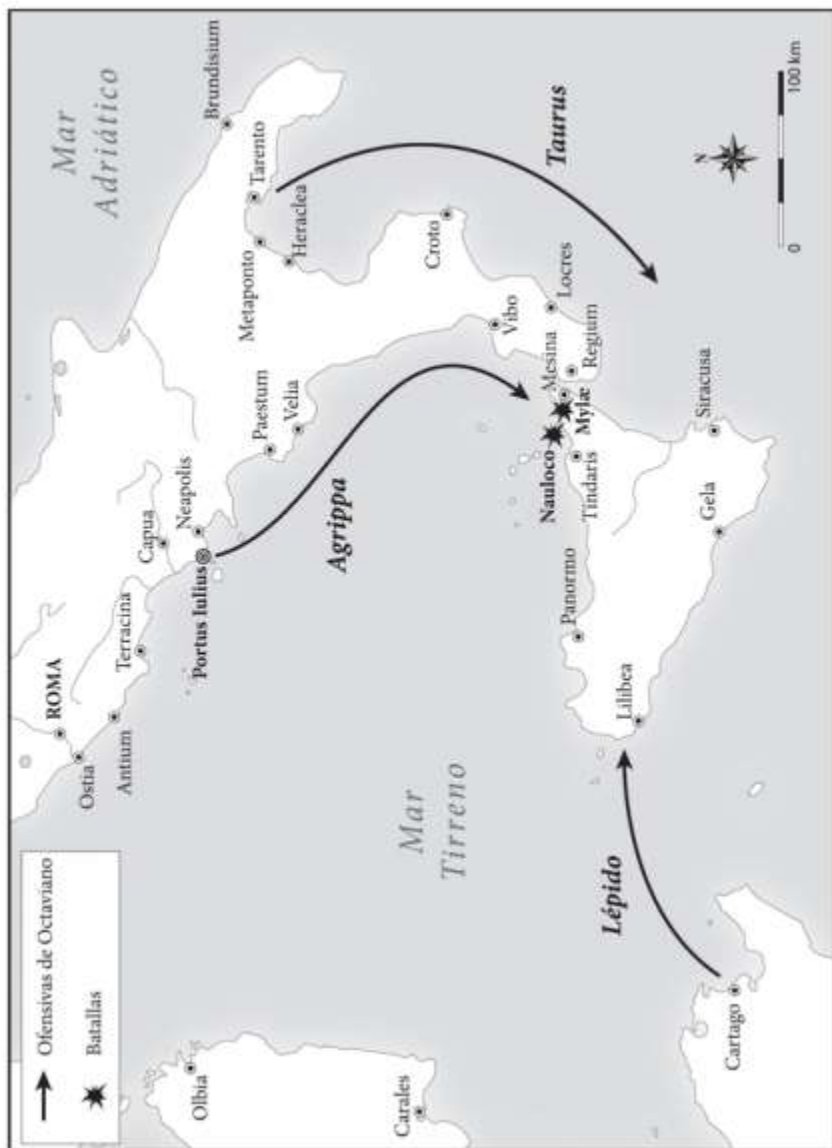 Ofensivas de Octaviano
Batallas
Mar
Adriático
ROMA
Ostia
Antium
Terracina
Capua
Neapolis
Portus Iulius
Brundisium
Tarento
Metaponto
Heraclea
Paestum
Velia
Olbia
Agrippa
Taurus
Mar
Tirreno
Croto
Carales
Vibo
Locres
Mesina
Regium
Nauloco
Mylæ
Tindaris
Panormo
Lilibea
Siracusa
Gela
Lépido
Cartago
N
0
100 km